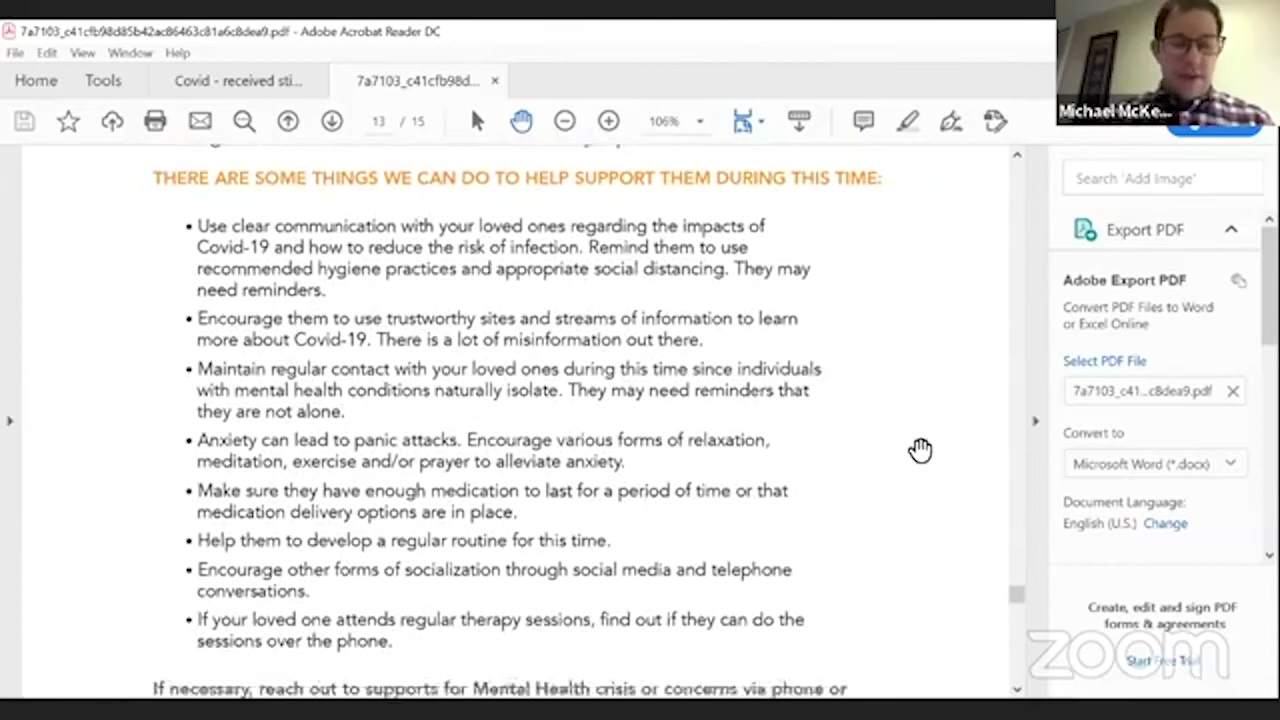 7a7103_c41cfb98d85b42ac86463c81a6c8dea9.pdf - Adobe Acrobat Reader DC
File Edit View Window Help
Home Tools Covid - received sti... 7a7103_c41cfb98d... ×
13 / 15 106%
Michael McKe...
THERE ARE SOME THINGS WE CAN DO TO HELP SUPPORT THEM DURING THIS TIME:
• Use clear communication with your loved ones regarding the impacts of
Covid-19 and how to reduce the risk of infection. Remind them to use
recommended hygiene practices and appropriate social distancing. They may
need reminders.
• Encourage them to use trustworthy sites and streams of information to learn
more about Covid-19. There is a lot of misinformation out there.
• Maintain regular contact with your loved ones during this time since individuals
with mental health conditions naturally isolate. They may need reminders that
they are not alone.
• Anxiety can lead to panic attacks. Encourage various forms of relaxation,
meditation, exercise and/or prayer to alleviate anxiety.
• Make sure they have enough medication to last for a period of time or that
medication delivery options are in place.
• Help them to develop a regular routine for this time.
• Encourage other forms of socialization through social media and telephone
conversations.
• If your loved one attends regular therapy sessions, find out if they can do the
sessions over the phone.
If necessary, reach out to supports for Mental Health crisis or concerns via phone or
Search 'Add Image'
Export PDF
Adobe Export PDF
Convert PDF Files to Word
or Excel Online
Select PDF File
7a7103_c41...c8dea9.pdf
Convert to
Microsoft Word (*.docx)
Document Language:
English (U.S.) Change
Create, edit and sign PDF
forms & agreements
Start Free Trial
zoom